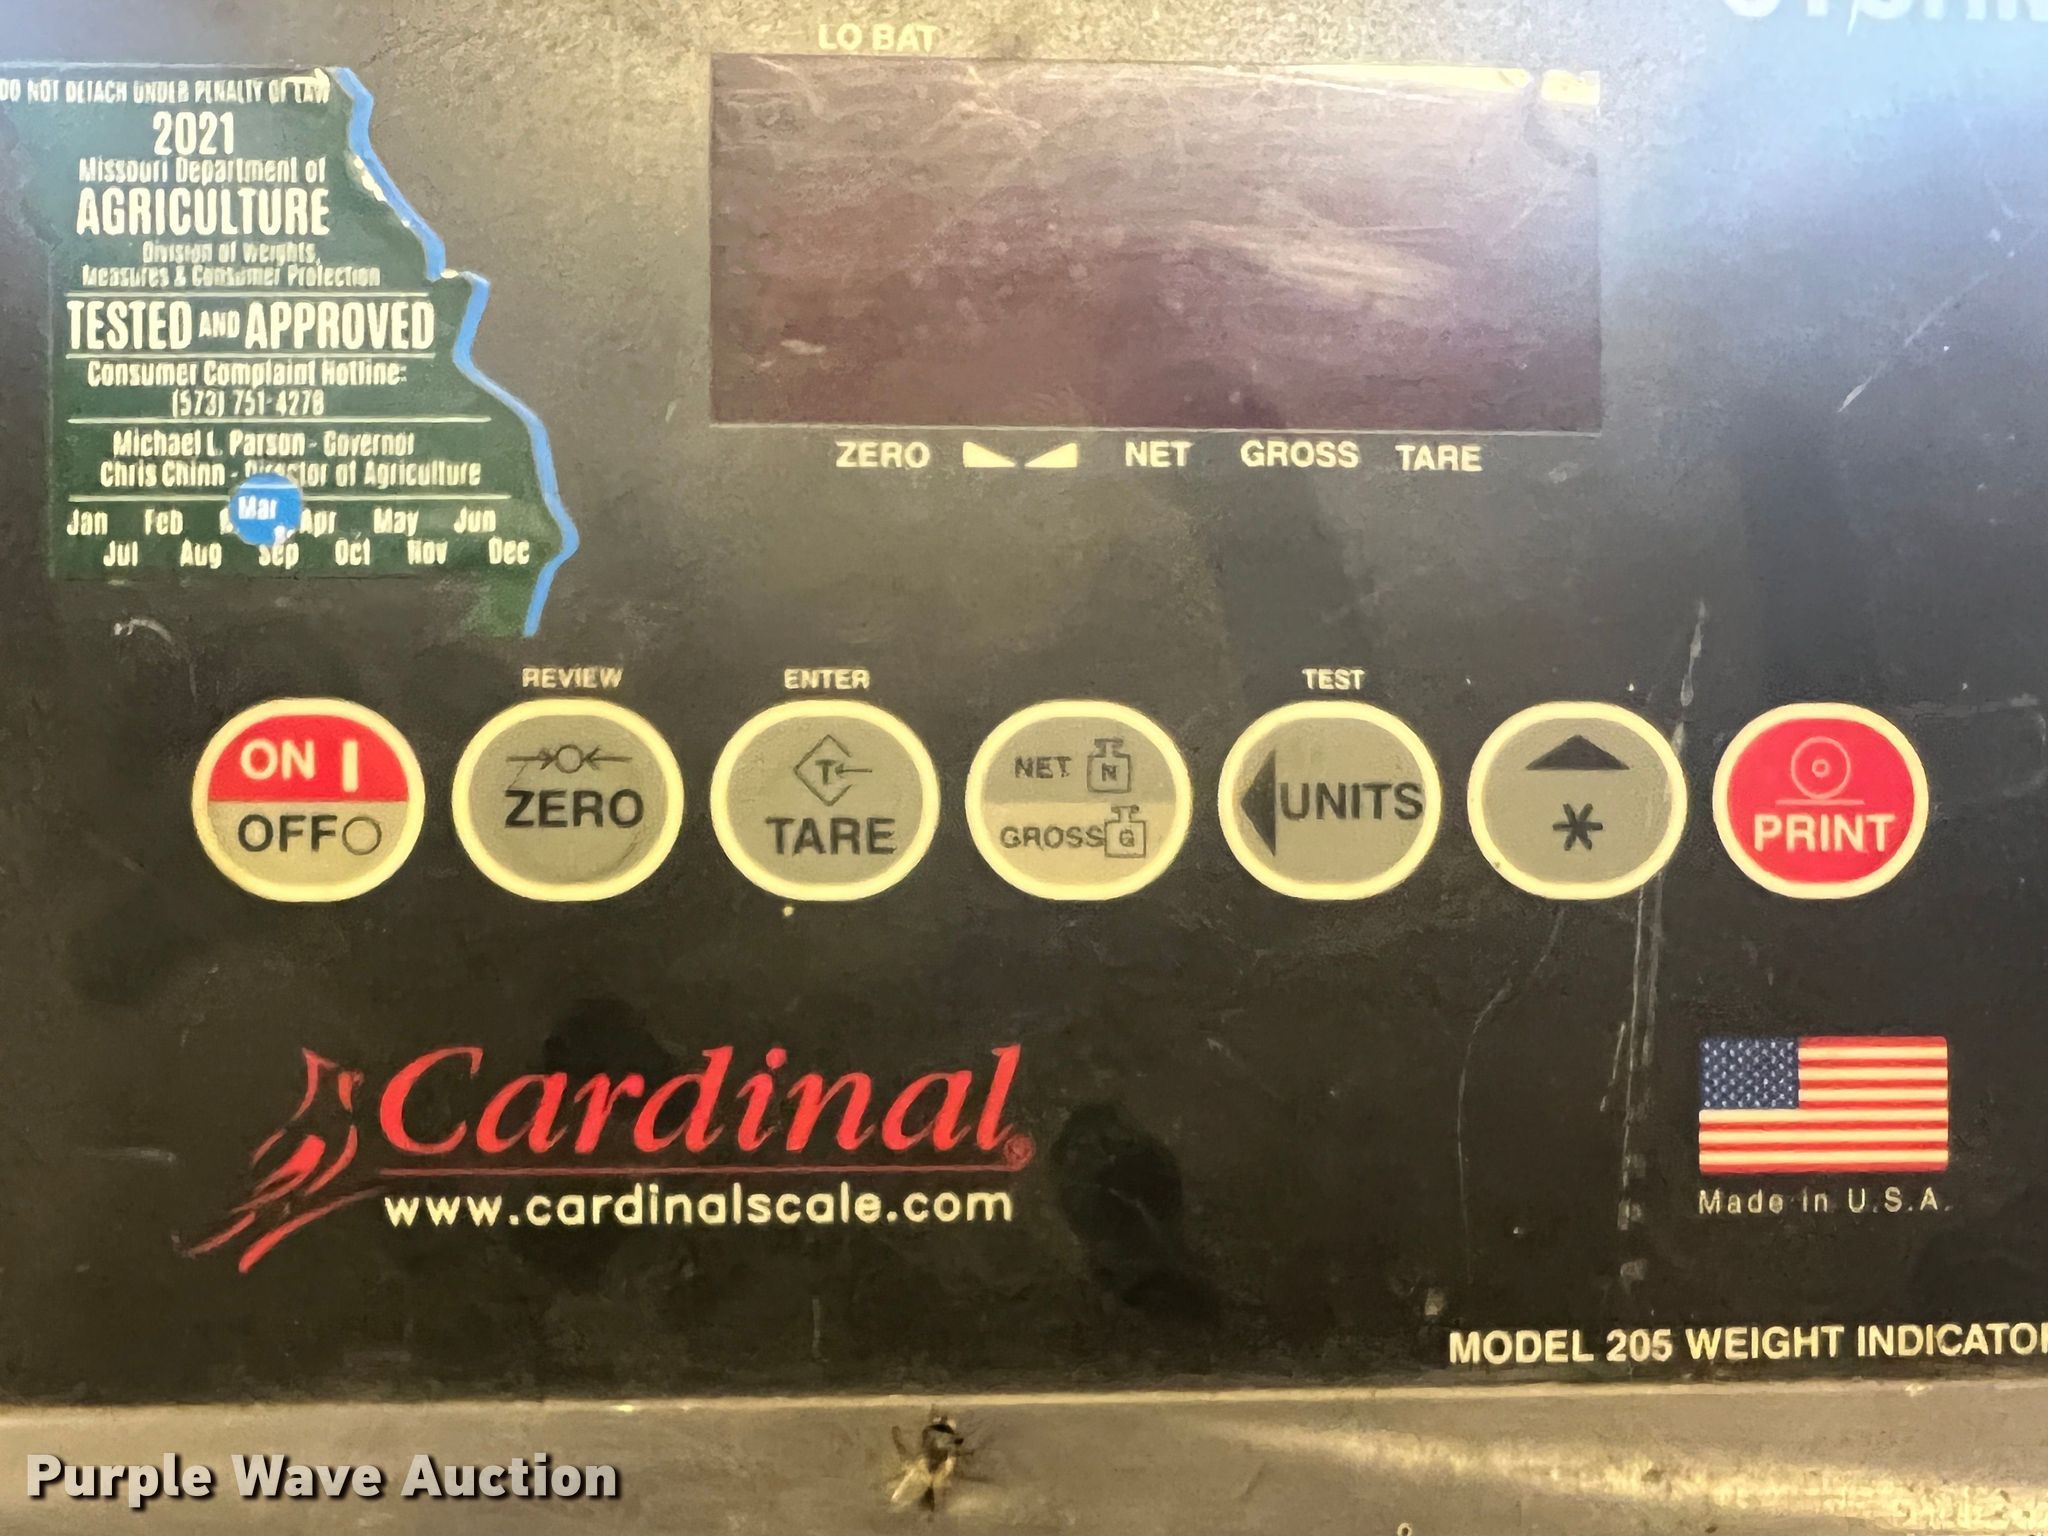 LO BAT
DO NOT DETACH UNDER PENALTY OF LAW
2021
Missouri Department of
AGRICULTURE
Division of Weights,
Measures & Consumer Protection
TESTED AND APPROVED
Consumer Complaint Hotline:
(573) 751-4278
Michael L. Parson - Governor
Chris Chinn - Director of Agriculture
Jan Feb Mar Apr May Jun
Jul Aug Sep Oct Nov Dec
ZERO NET GROSS TARE
REVIEW ENTER TEST
ON I
OFF O
ZERO
T
TARE
NET N
GROSS G
UNITS
*
PRINT
Cardinal®
www.cardinalscale.com
Made in U.S.A.
MODEL 205 WEIGHT INDICATOR
Purple Wave Auction